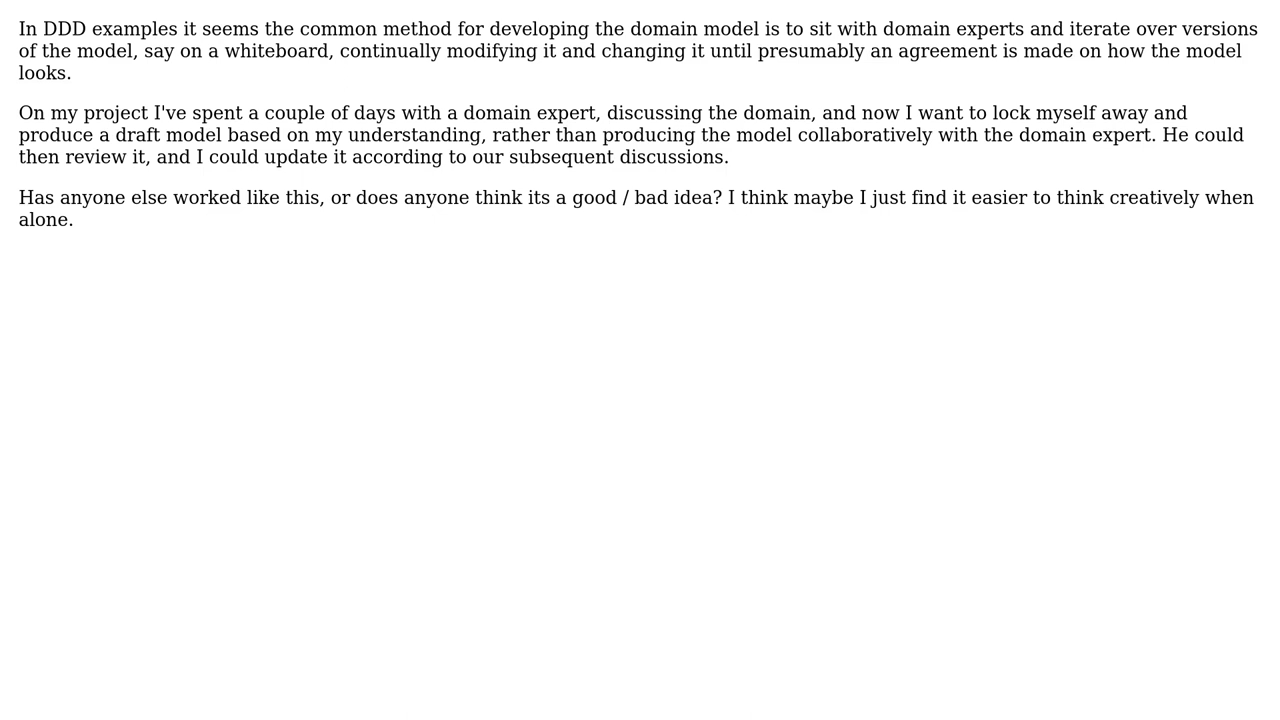 In DDD examples it seems the common method for developing the domain model is to sit with domain experts and iterate over versions
of the model, say on a whiteboard, continually modifying it and changing it until presumably an agreement is made on how the model
looks.
On my project I've spent a couple of days with a domain expert, discussing the domain, and now I want to lock myself away and
produce a draft model based on my understanding, rather than producing the model collaboratively with the domain expert. He could
then review it, and I could update it according to our subsequent discussions.
Has anyone else worked like this, or does anyone think its a good / bad idea? I think maybe I just find it easier to think creatively when
alone.